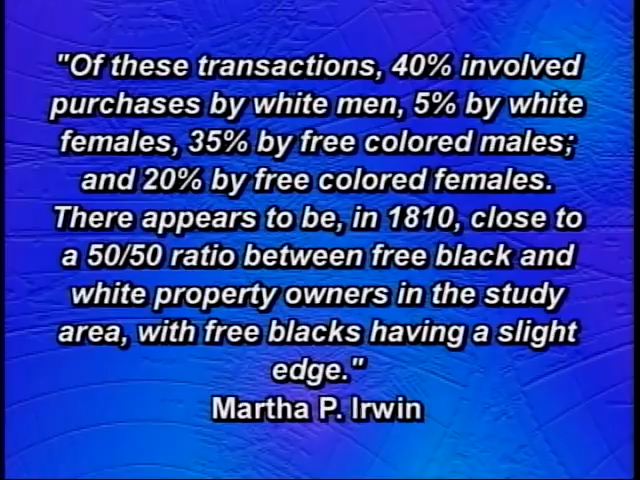 "Of these transactions, 40% involved
purchases by white men, 5% by white
females, 35% by free colored males;
and 20% by free colored females.
There appears to be, in 1810, close to
a 50/50 ratio between free black and
white property owners in the study
area, with free blacks having a slight
edge."
Martha P. Irwin